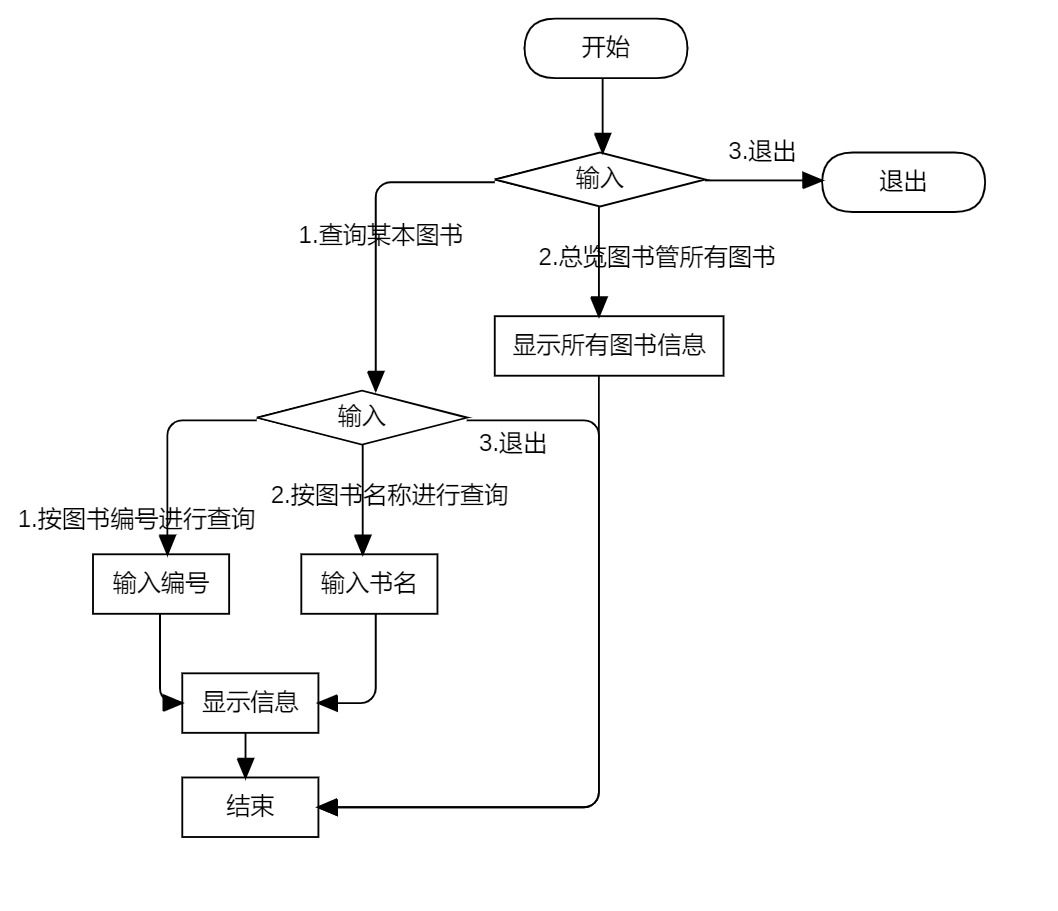 开始
3.退出
输入
退出
1.查询某本图书
2.总览图书管所有图书
显示所有图书信息
输入
3.退出
2.按图书名称进行查询
1.按图书编号进行查询
输入编号
输入书名
显示信息
结束